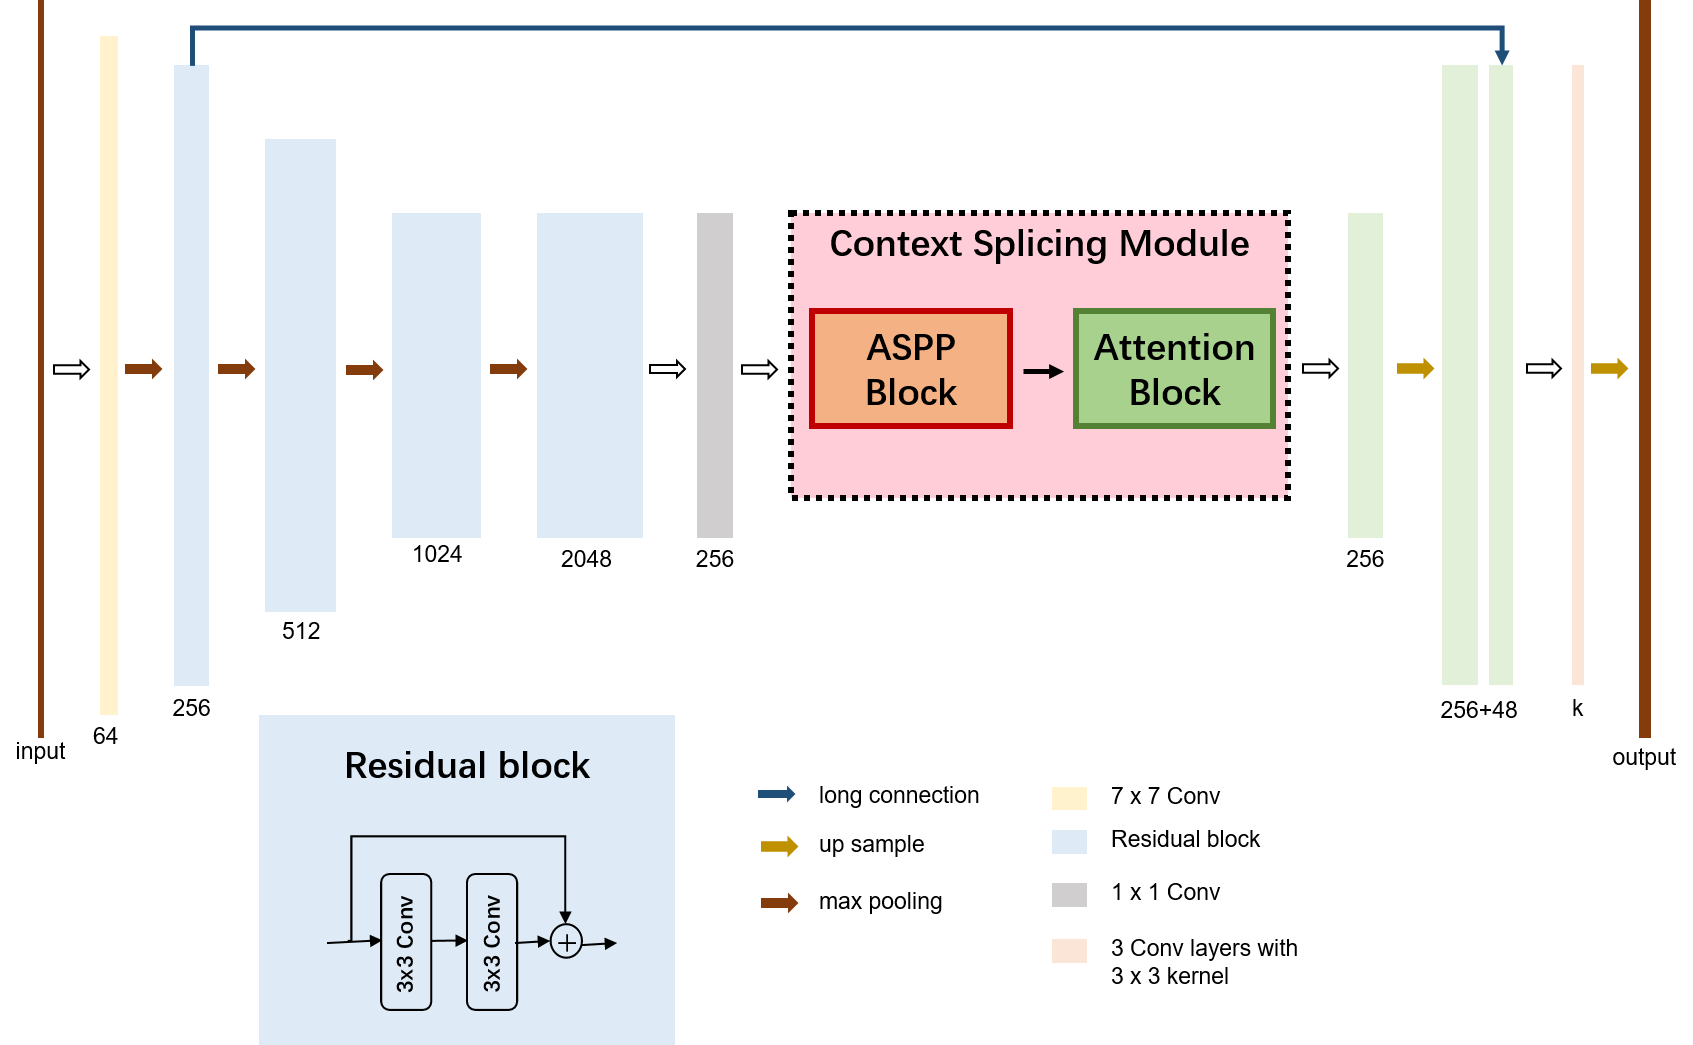 Context Splicing Module
ASPP
Block
Attention
Block
1024
2048
256
256
512
256
64
input
256+48
k
output
Residual block
3x3 Conv
3x3 Conv
long connection
up sample
max pooling
7 x 7 Conv
Residual block
1 x 1 Conv
3 Conv layers with
3 x 3 kernel